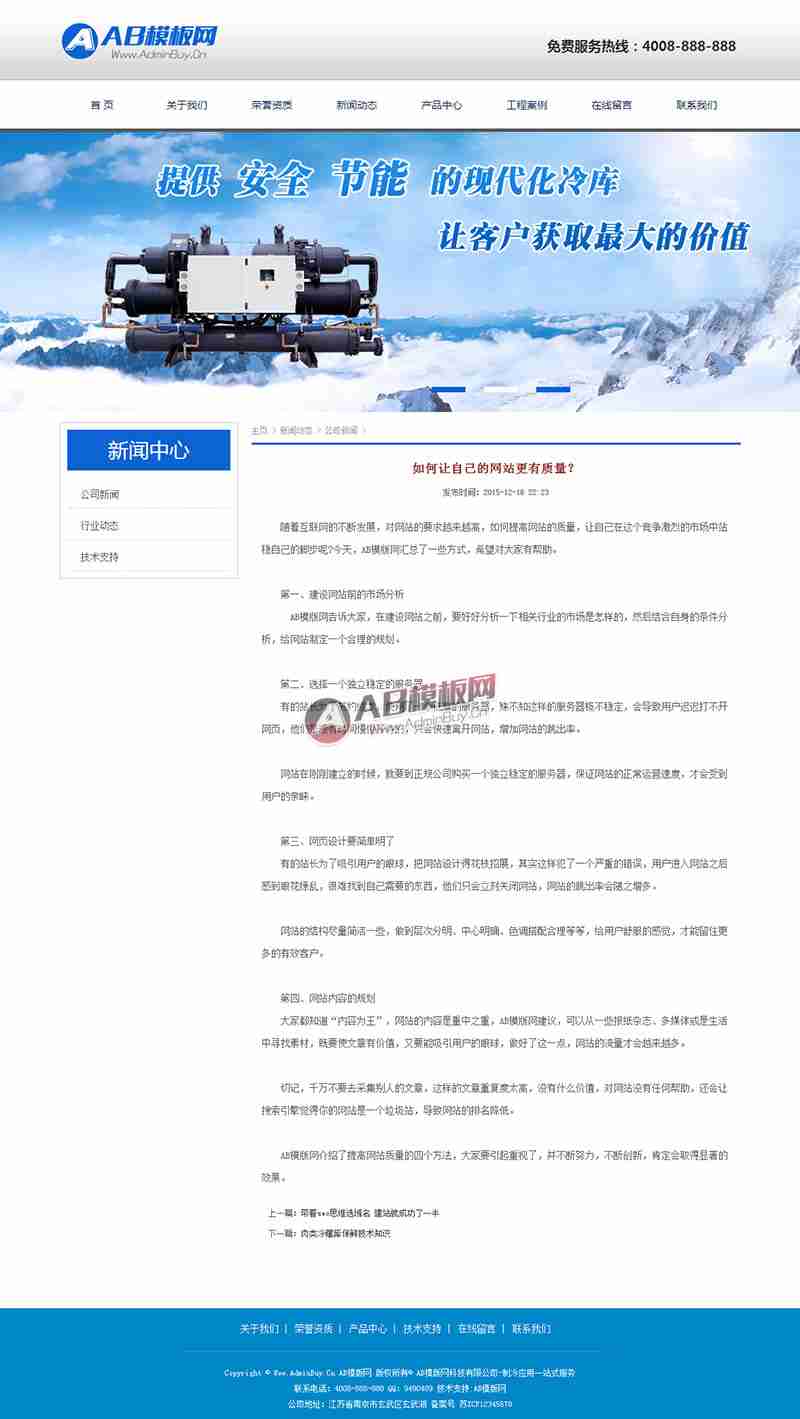 AB模板网
Www.AdminBuy.Cn
免费服务热线：4008-888-888
首 页 关于我们 荣誉资质 新闻动态 产品中心 工程案例 在线留言 联系我们
提供 安全 节能 的现代化冷库
让客户获取最大的价值
新闻中心
公司新闻
行业动态
技术支持
主页 > 新闻动态 > 公司新闻 >
如何让自己的网站更有质量？
发布时间：2015-12-18 22:23
随着互联网的不断发展，对网站的要求越来越高，如何提高网站的质量，让自己在这个竞争激烈的市场中站
稳自己的脚步呢?今天，AB模版网汇总了一些方式，希望对大家有帮助。
第一、建设网站前的市场分析
AB模版网告诉大家，在建设网站之前，要好好分析一下相关行业的市场是怎样的，然后结合自身的条件分
析，给网站制定一个合理的规划。
第二、选择一个独立稳定的服务器
AB模板网
AdminBuy.Cn
有的站长为了节约成本，的服务器，殊不知这样的服务器极不稳定，会导致用户迟迟打不开
网页，他们，只会快速离开网站，增加网站的跳出率。
网站在刚刚建立的时候，就要到正规公司购买一个独立稳定的服务器，保证网站的正常运营速度，才会受到
用户的亲睐。
第三、网页设计要简单明了
有的站长为了吸引用户的眼球，把网站设计得花枝招展，其实这样犯了一个严重的错误，用户进入网站之后
感到眼花缭乱，很难找到自己需要的东西，他们只会立刻关闭网站，网站的跳出率会随之增多。
网站的结构尽量简洁一些，做到层次分明、中心明确、色调搭配合理等等，给用户舒服的感觉，才能留住更
多的有效客户。
第四、网站内容的规划
大家都知道“内容为王”，网站的内容是重中之重，AB模版网建议，可以从一些报纸杂志、多媒体或是生活
中寻找素材，既要使文章有价值，又要能吸引用户的眼球，做好了这一点，网站的流量才会越来越多。
切记，千万不要去采集别人的文章，这样的文章重复度太高，没有什么价值，对网站没有任何帮助，还会让
搜索引擎觉得你的网站是一个垃圾站，导致网站的排名降低。
AB模版网介绍了提高网站质量的四个方法，大家要引起重视了，并不断努力，不断创新，肯定会取得显著的
效果。
上一篇：带着seo思维选域名 建站就成功了一半
下一篇：肉类冷藏库保鲜技术知识
关于我们 | 荣誉资质 | 产品中心 | 技术支持 | 在线留言 | 联系我们
Copyright © Www.AdminBuy.Cn AB模板网 版权所有© AB模版网科技有限公司-制冷应用一站式服务
联系电话：4008-888-888 QQ：9490489 技术支持:AB模板网
公司地址：江苏省南京市玄武区玄武湖 备案号 苏ICP12345678